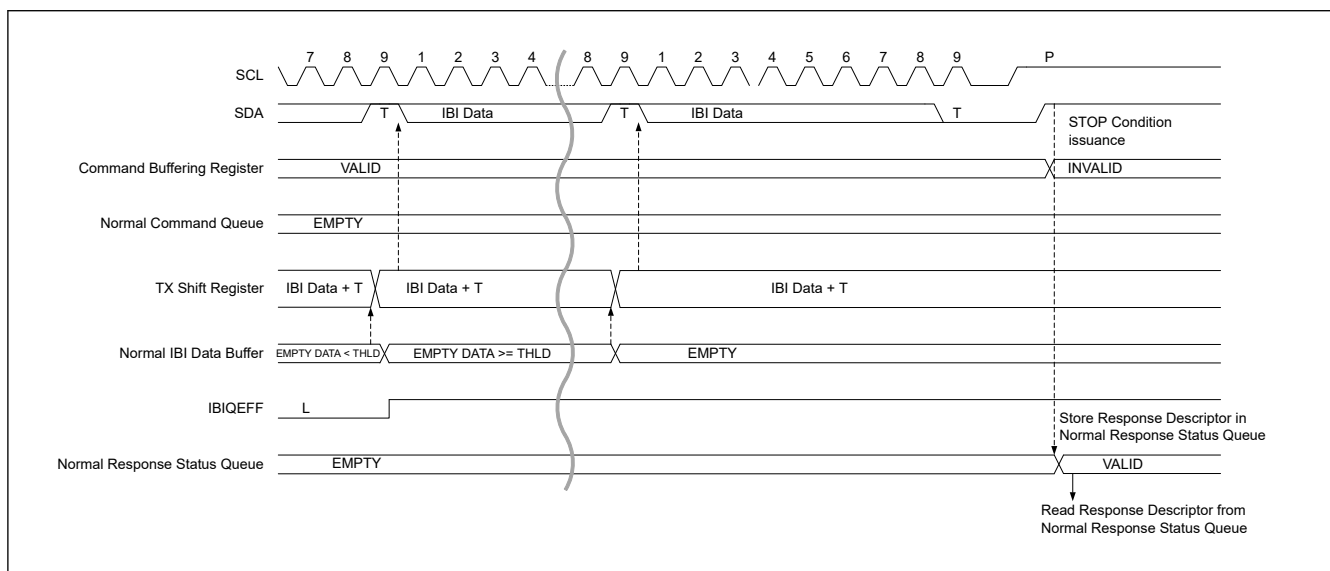 7 8 9 1 2 3 4 8 9 1 2 3 4 5 6 7 8 9 P
SCL
SDA T IBI Data T IBI Data T
STOP Condition
issuance
Command Buffering Register VALID INVALID
Normal Command Queue EMPTY
TX Shift Register IBI Data + T IBI Data + T IBI Data + T
Normal IBI Data Buffer EMPTY DATA < THLD EMPTY DATA >= THLD EMPTY
IBIQEFF L
Store Response Descriptor in
Normal Response Status Queue
Normal Response Status Queue EMPTY VALID
Read Response Descriptor from
Normal Response Status Queue